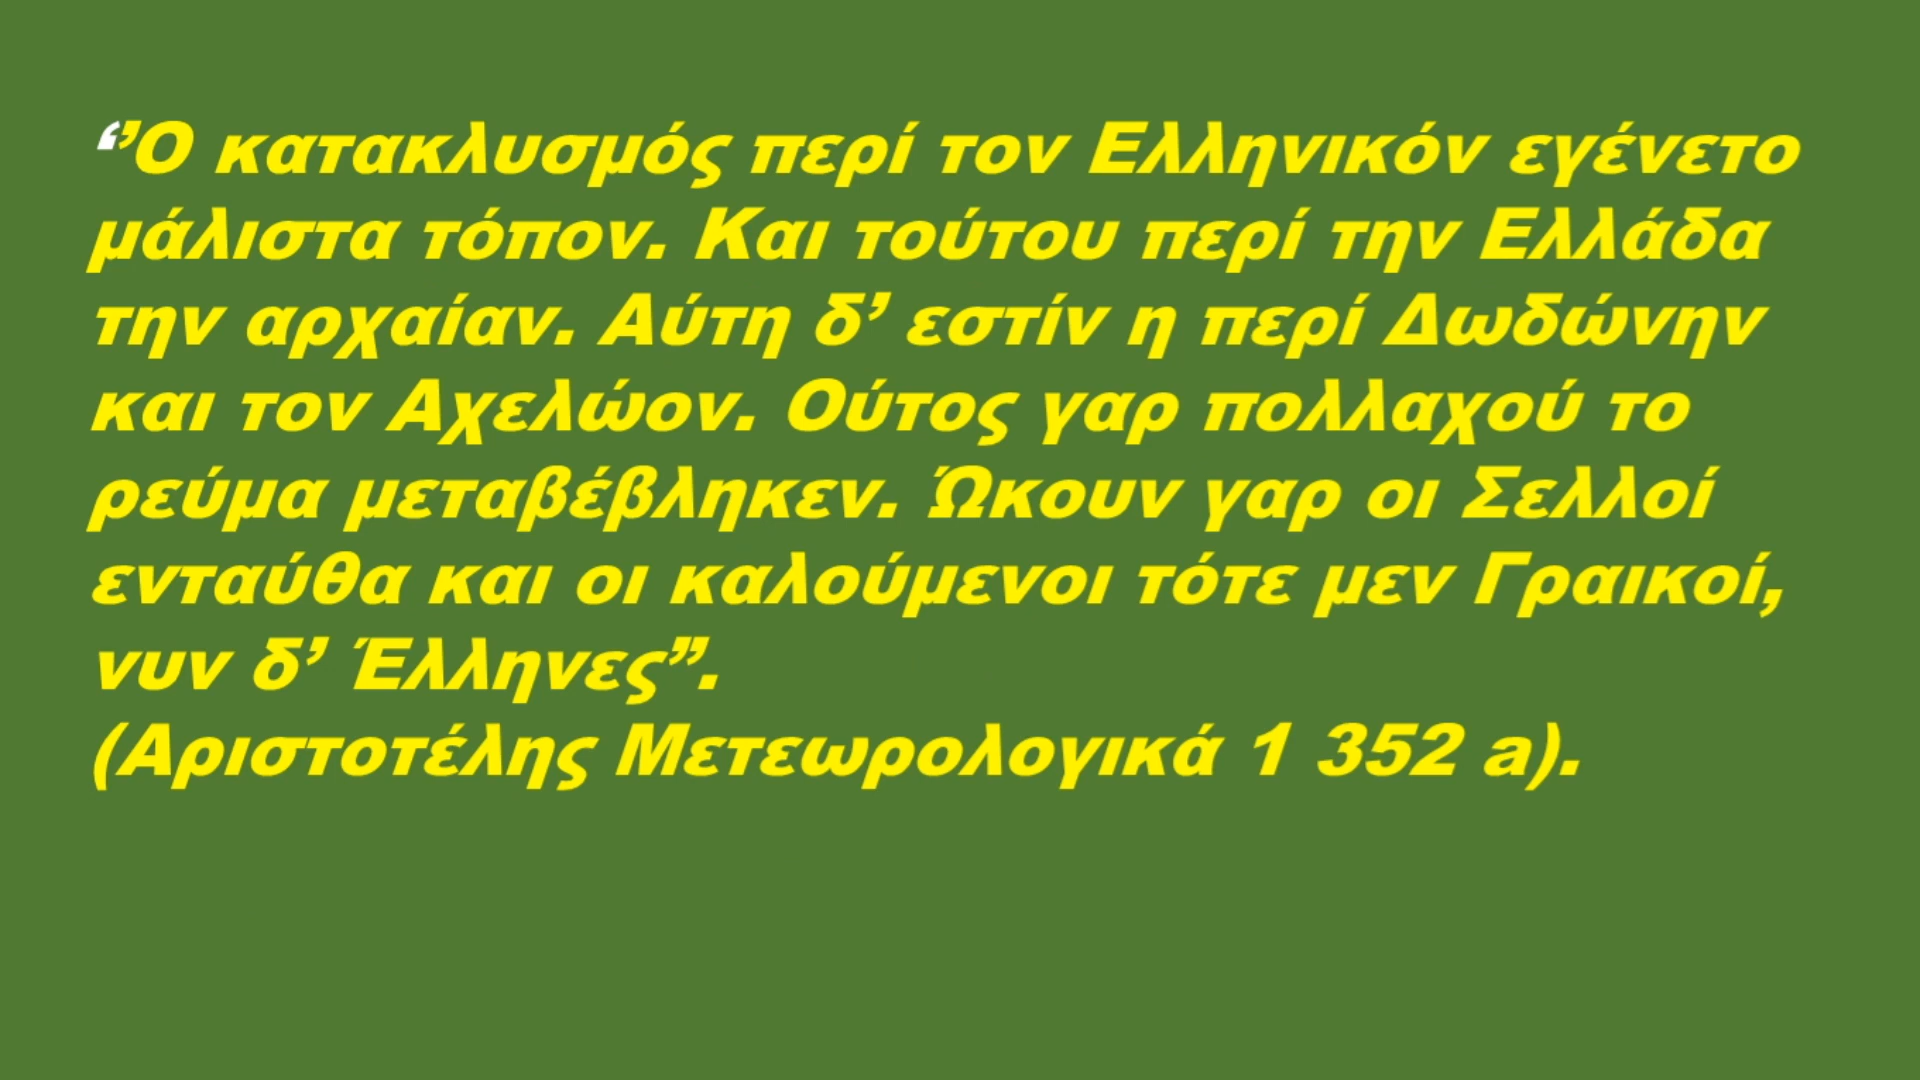 ‘’Ο κατακλυσμός περί τον Ελληνικόν εγένετο
μάλιστα τόπον. Και τούτου περί την Ελλάδα
την αρχαίαν. Αύτη δ’ εστίν η περί Δωδώνην
και τον Αχελώον. Ούτος γαρ πολλαχού το
ρεύμα μεταβέβληκεν. Ώκουν γαρ οι Σελλοί
ενταύθα και οι καλούμενοι τότε μεν Γραικοί,
νυν δ’ Έλληνες”.
(Αριστοτέλης Μετεωρολογικά 1 352 a).